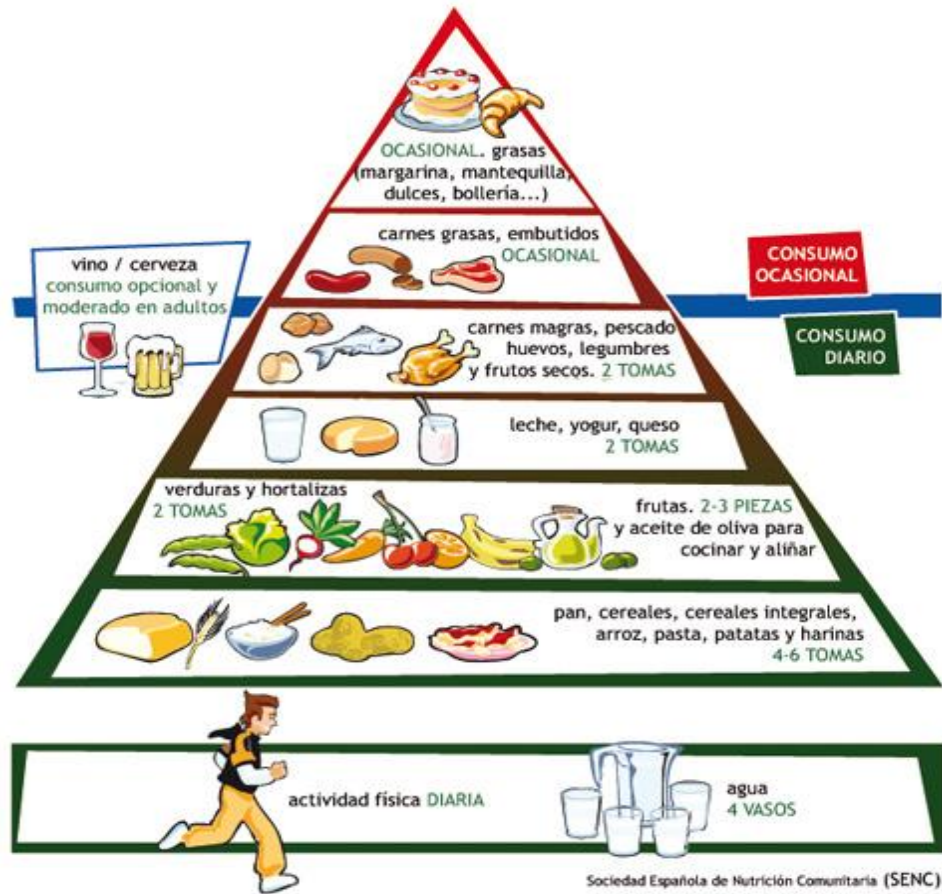 OCASIONAL. grasas
(margarina, mantequilla,
dulces, bollería...)
carnes grasas, embutidos
OCASIONAL
vino / cerveza
consumo opcional y
moderado en adultos
CONSUMO
OCASIONAL
CONSUMO
DIARIO
carnes magras, pescado
huevos, legumbres
y frutos secos. 2 TOMAS
leche, yogur, queso
2 TOMAS
verduras y hortalizas
2 TOMAS
frutas. 2-3 PIEZAS
y aceite de oliva para
cocinar y aliñar
pan, cereales, cereales integrales,
arroz, pasta, patatas y harinas
4-6 TOMAS
actividad física DIARIA
agua
4 VASOS
Sociedad Española de Nutrición Comunitaria (SENC)